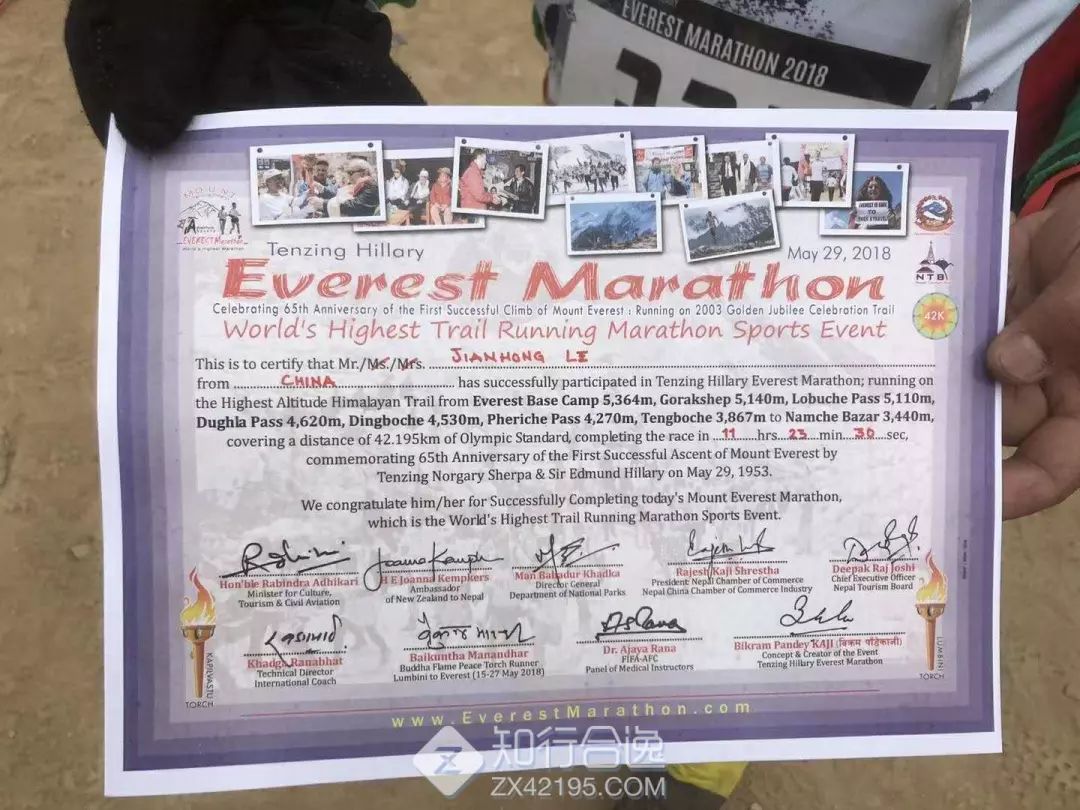 EVEREST MARATHON 2018
MOUNT
EVEREST Marathon
World's Highest Marathon
Tenzing Hillary
May 29, 2018
NTB
Everest Marathon
Celebrating 65th Anniversary of the First Successful Climb of Mount Everest : Running on 2003 Golden Jubilee Celebration Trail
42K
World's Highest Trail Running Marathon Sports Event
This is to certify that Mr./Ms./Mrs. JIANHONG LE
from CHINA has successfully participated in Tenzing Hillary Everest Marathon; running on
the Highest Altitude Himalayan Trail from Everest Base Camp 5,364m, Gorakshep 5,140m, Lobuche Pass 5,110m,
Dughla Pass 4,620m, Dingboche 4,530m, Pheriche Pass 4,270m, Tengboche 3,867m to Namche Bazar 3,440m,
covering a distance of 42.195km of Olympic Standard, completing the race in 11 hrs. 23 min. 30 sec,
commemorating 65th Anniversary of the First Successful Ascent of Mount Everest by
Tenzing Norgary Sherpa & Sir Edmund Hillary on May 29, 1953.
We congratulate him/her for Successfully Completing today's Mount Everest Marathon,
which is the World's Highest Trail Running Marathon Sports Event.
Hon'ble Rabindra Adhikari
Minister for Culture,
Tourism & Civil Aviation
H E Joanna Kempkers
Ambassador
of New Zealand to Nepal
Man Bahadur Khadka
Director General
Department of National Parks
Rajesh Kaji Shrestha
President: Nepal Chamber of Commerce
Nepal China Chamber of Commerce Industry
Deepak Raj Joshi
Chief Executive Officer
Nepal Tourism Board
Khadga Ranabhat
Technical Director
International Coach
Baikuntha Manandhar
Buddha Flame Peace Torch Runner
Lumbini to Everest (15-27 May 2018)
Dr. Ajaya Rana
FIFA-AFC
Panel of Medical Instructors
Bikram Pandey KAJI (बिक्रम पाँडेकाजी)
Concept & Creator of the Event
Tenzing Hillary Everest Marathon
KAPILVASTU
TORCH
LUMBINI
TORCH
www.EverestMarathon.com
知行合逸
ZX42195.COM